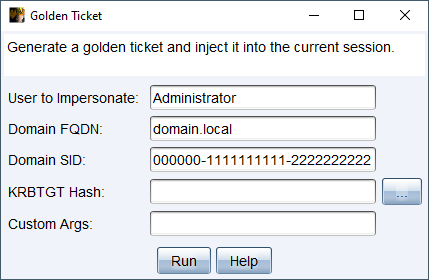 Golden Ticket
Generate a golden ticket and inject it into the current session.
User to Impersonate: Administrator
Domain FQDN: domain.local
Domain SID: 000000-1111111111-2222222222
KRBTGT Hash: ...
Custom Args:
Run Help